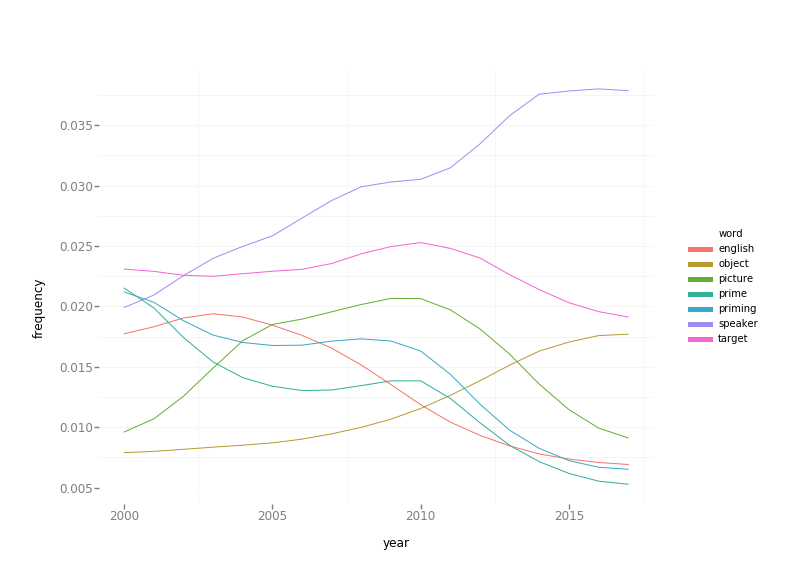 0.035
0.030
0.025
0.020
0.015
0.010
0.005
frequency
2000 2005 2010 2015
year
word
english
object
picture
prime
priming
speaker
target